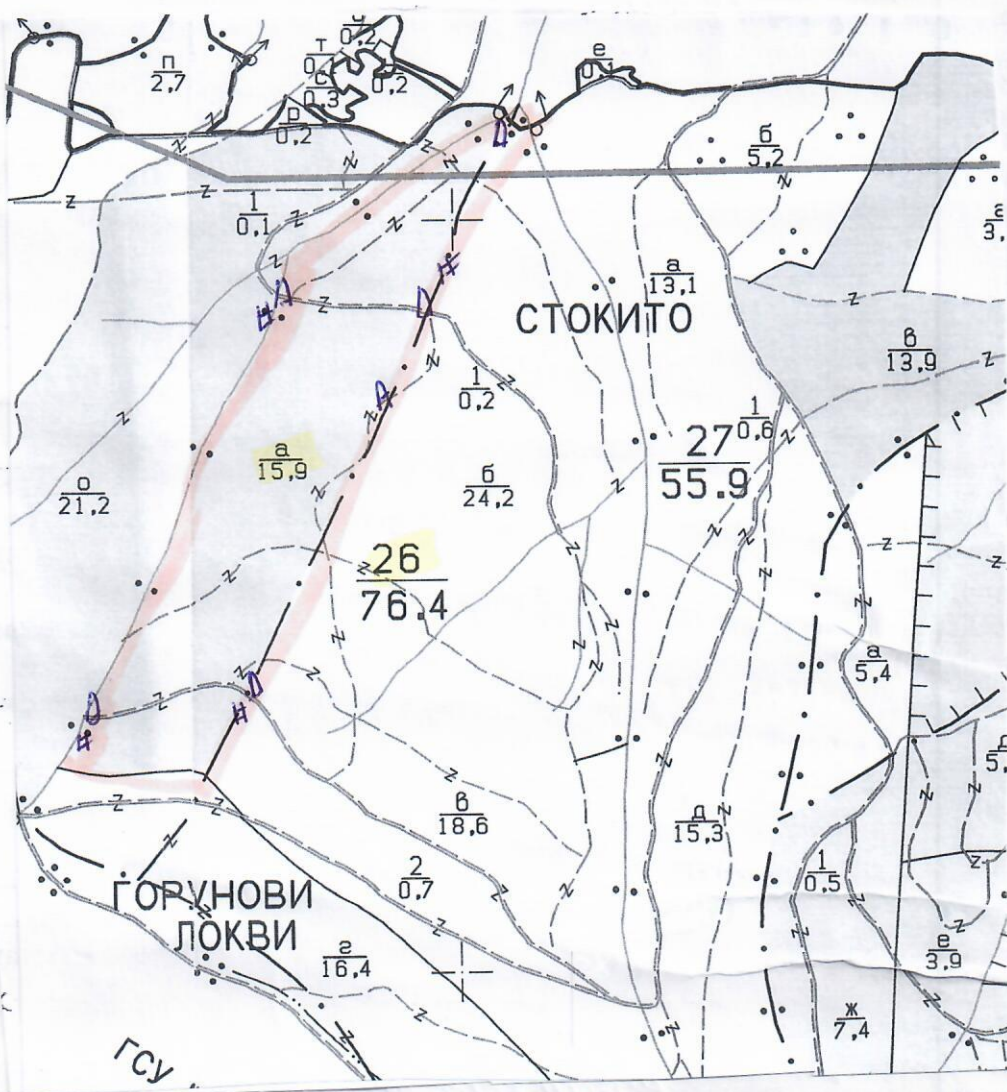 п
2,7
т
0,2
с
0,3
0,2
р
0,2
е
0,1
б
5,2
1
0,1
а
13,1
СТОКИТО
в
13,9
3,
1
0,2
1
0,6
27
55.9
а
15,9
о
21,2
б
24,2
26
76.4
а
5,4
д
5,
в
18,6
д
15,3
1
0,5
2
0,7
ГОРУНОВИ
ЛОКВИ
г
16,4
е
3,9
ж
7,4
ГСУ